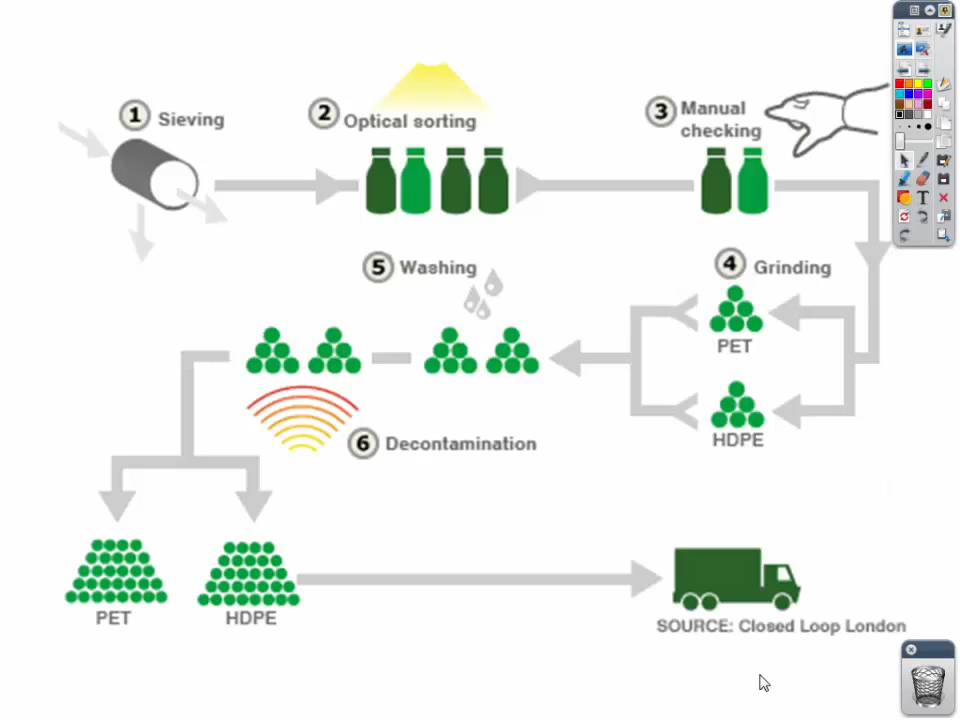 1 Sieving
2 Optical sorting
3 Manual
checking
4 Grinding
PET
HDPE
5 Washing
6 Decontamination
PET
HDPE
SOURCE: Closed Loop London
T